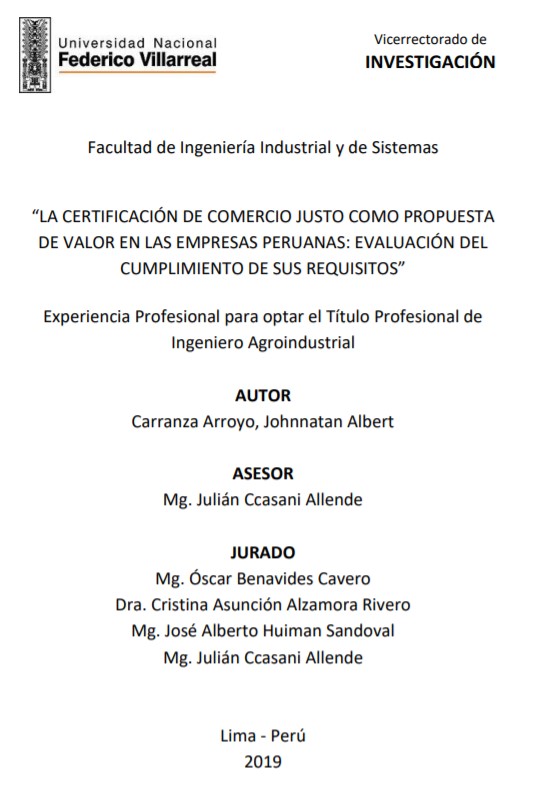 Universidad Nacional
Federico Villarreal
Vicerrectorado de
INVESTIGACIÓN
Facultad de Ingeniería Industrial y de Sistemas
“LA CERTIFICACIÓN DE COMERCIO JUSTO COMO PROPUESTA
DE VALOR EN LAS EMPRESAS PERUANAS: EVALUACIÓN DEL
CUMPLIMIENTO DE SUS REQUISITOS”
Experiencia Profesional para optar el Título Profesional de
Ingeniero Agroindustrial
AUTOR
Carranza Arroyo, Johnnatan Albert
ASESOR
Mg. Julián Ccasani Allende
JURADO
Mg. Óscar Benavides Cavero
Dra. Cristina Asunción Alzamora Rivero
Mg. José Alberto Huiman Sandoval
Mg. Julián Ccasani Allende
Lima - Perú
2019